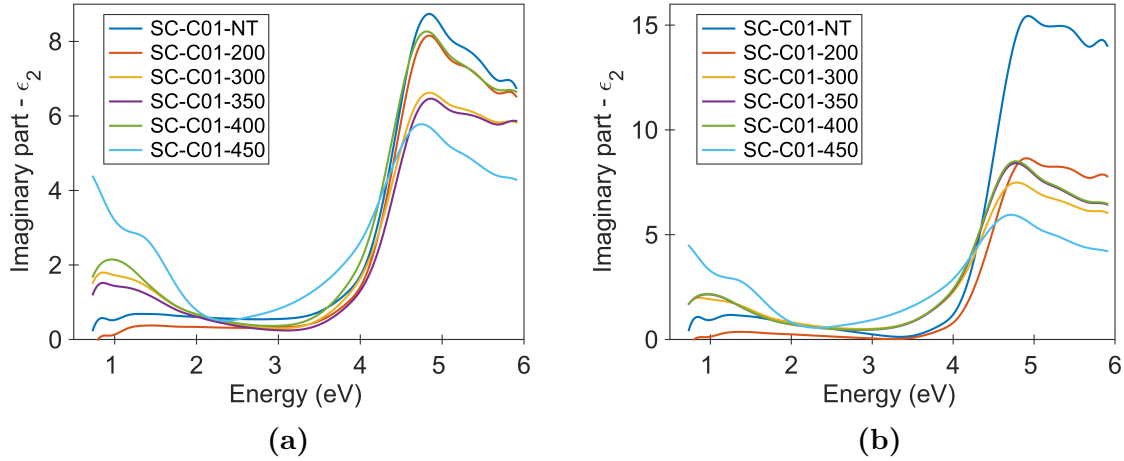 Imaginary part - ϵ2
8
6
4
2
0
SC-C01-NT
SC-C01-200
SC-C01-300
SC-C01-350
SC-C01-400
SC-C01-450
1 2 3 4 5 6
Energy (eV)
(a)
Imaginary part - ϵ2
15
10
5
0
SC-C01-NT
SC-C01-200
SC-C01-300
SC-C01-350
SC-C01-400
SC-C01-450
1 2 3 4 5 6
Energy (eV)
(b)